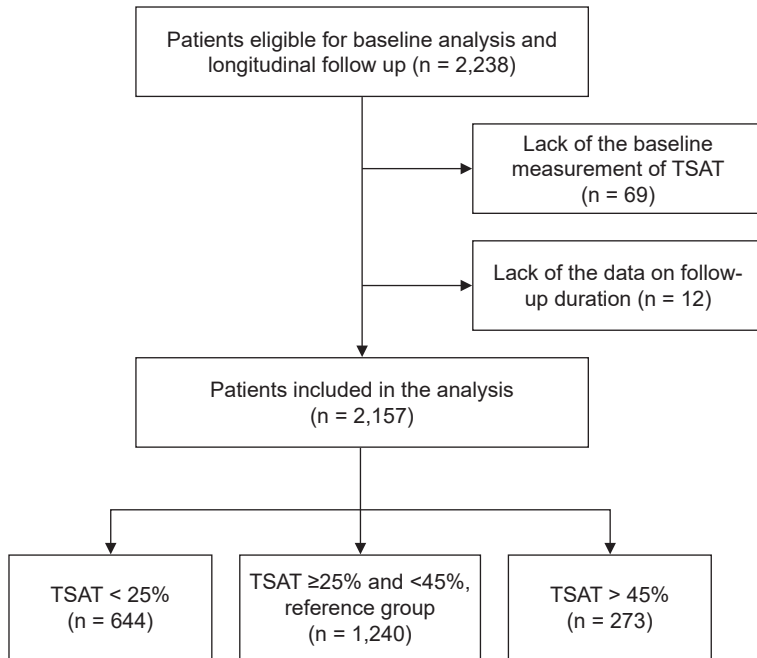 Patients eligible for baseline analysis and
longitudinal follow up (n = 2,238)
Lack of the baseline
measurement of TSAT
(n = 69)
Lack of the data on follow-
up duration (n = 12)
Patients included in the analysis
(n = 2,157)
TSAT < 25%
(n = 644)
TSAT ≥25% and <45%,
reference group
(n = 1,240)
TSAT > 45%
(n = 273)